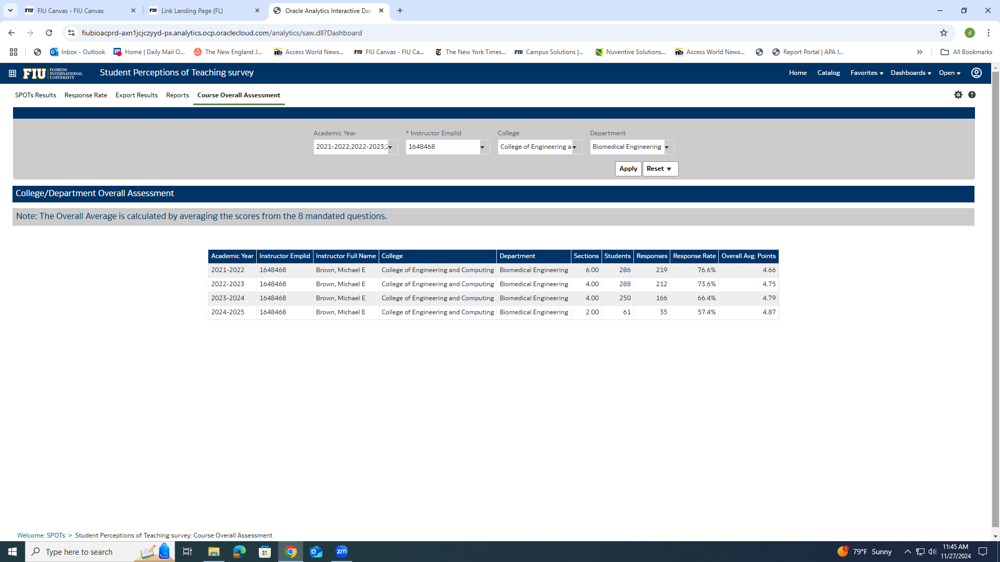 FIU Canvas - FIU Canvas
Link Landing Page (FL)
Oracle Analytics Interactive Das
fiubioacprd-axn1jcjczyyd-px.analytics.ocp.oraclecloud.com/analytics/saw.dll?Dashboard
d
Inbox - Outlook
Home | Daily Mail O...
The New England J...
Access World News...
FIU Canvas - FIU Ca...
The New York Times...
Campus Solutions |...
Nuventive Solutions...
Access World News...
Report Portal | APA I...
All Bookmarks
FIU FLORIDA INTERNATIONAL UNIVERSITY
Student Perceptions of Teaching survey
Home Catalog Favorites Dashboards Open
SPOTs Results Response Rate Export Results Reports Course Overall Assessment
Academic Year * Instructor Emplid College Department
2021-2022;2022-2023;2 1648468 College of Engineering a Biomedical Engineering
Apply Reset
College/Department Overall Assessment
Note: The Overall Average is calculated by averaging the scores from the 8 mandated questions.
Academic Year Instructor Emplid Instructor Full Name College Department Sections Students Responses Response Rate Overall Avg. Points
2021-2022 1648468 Brown, Michael E College of Engineering and Computing Biomedical Engineering 6.00 286 219 76.6% 4.66
2022-2023 1648468 Brown, Michael E College of Engineering and Computing Biomedical Engineering 4.00 288 212 73.6% 4.75
2023-2024 1648468 Brown, Michael E College of Engineering and Computing Biomedical Engineering 4.00 250 166 66.4% 4.79
2024-2025 1648468 Brown, Michael E College of Engineering and Computing Biomedical Engineering 2.00 61 35 57.4% 4.87
Welcome: SPOTs > Student Perceptions of Teaching survey: Course Overall Assessment
Type here to search
zm
1
79°F Sunny
11:45 AM
11/27/2024